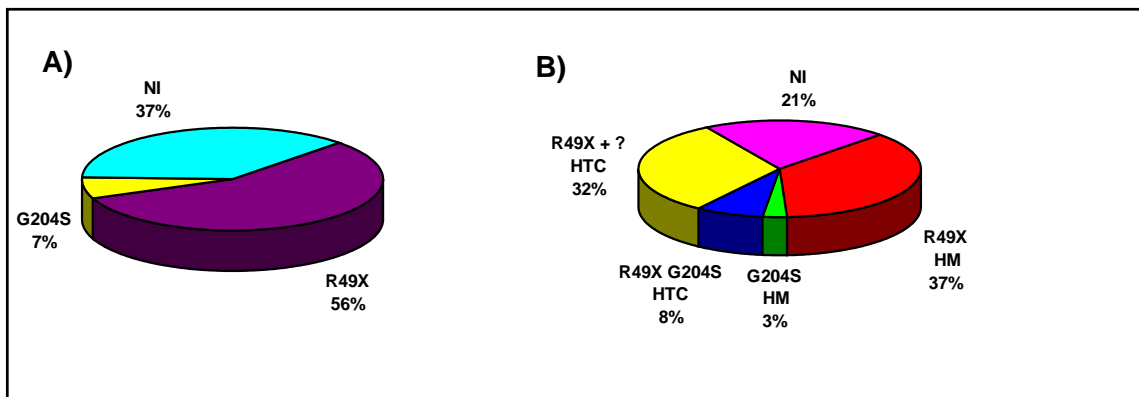 A)
NI
37%
G204S
7%
R49X
56%
B)
NI
21%
R49X + ?
HTC
32%
R49X G204S
HTC
8%
G204S
HM
3%
R49X
HM
37%